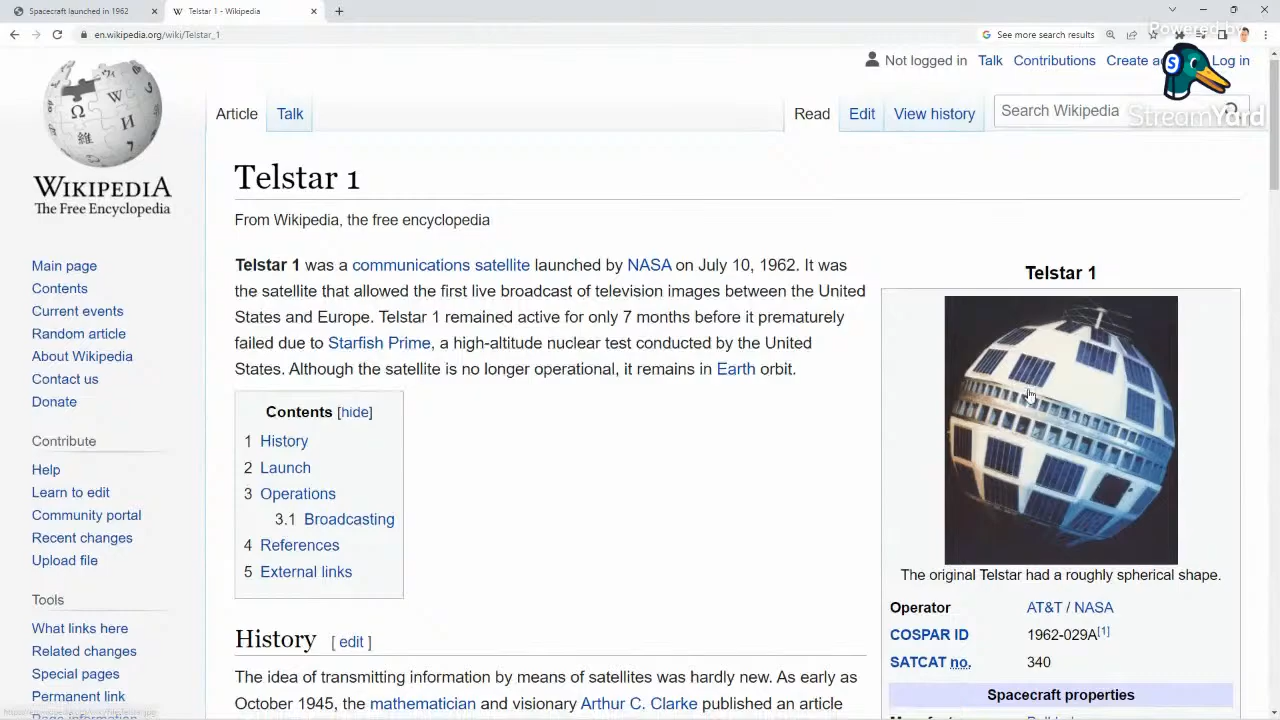 Spacecraft launched in 1962
Telstar 1 - Wikipedia
en.wikipedia.org/wiki/Telstar_1
See more search results
Powered by
Not logged in Talk Contributions Create Log in
StreamYard
Article Talk Read Edit View history Search Wikipedia
WIKIPEDIA
The Free Encyclopedia
Main page
Contents
Current events
Random article
About Wikipedia
Contact us
Donate
Contribute
Help
Learn to edit
Community portal
Recent changes
Upload file
Tools
What links here
Related changes
Special pages
Permanent link
Page information
Telstar 1
From Wikipedia, the free encyclopedia
Telstar 1 was a communications satellite launched by NASA on July 10, 1962. It was
the satellite that allowed the first live broadcast of television images between the United
States and Europe. Telstar 1 remained active for only 7 months before it prematurely
failed due to Starfish Prime, a high-altitude nuclear test conducted by the United
States. Although the satellite is no longer operational, it remains in Earth orbit.
Contents [hide]
1 History
2 Launch
3 Operations
3.1 Broadcasting
4 References
5 External links
History [ edit ]
The idea of transmitting information by means of satellites was hardly new. As early as
October 1945, the mathematician and visionary Arthur C. Clarke published an article
Telstar 1
The original Telstar had a roughly spherical shape.
Operator AT&T / NASA
COSPAR ID 1962-029A[1]
SATCAT no. 340
Spacecraft properties